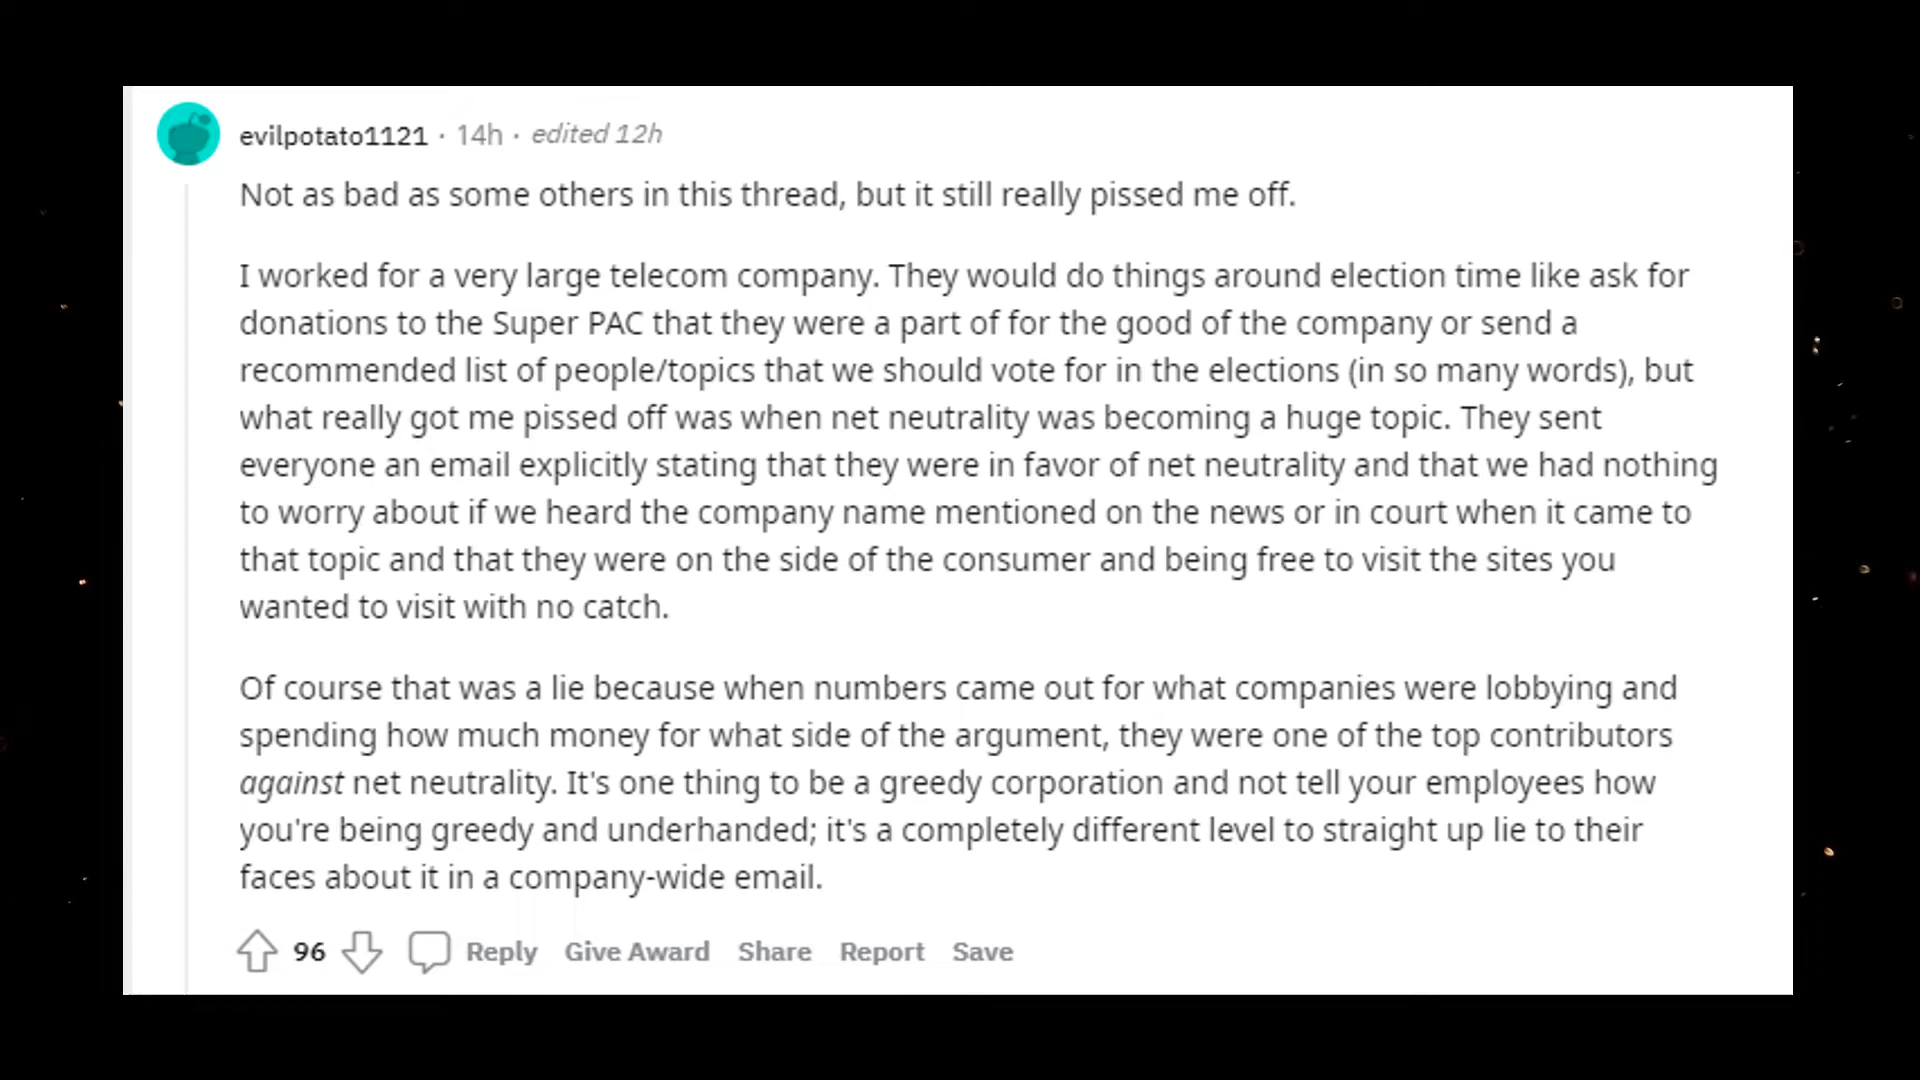 evilpotato1121 · 14h · edited 12h
Not as bad as some others in this thread, but it still really pissed me off.
I worked for a very large telecom company. They would do things around election time like ask for
donations to the Super PAC that they were a part of for the good of the company or send a
recommended list of people/topics that we should vote for in the elections (in so many words), but
what really got me pissed off was when net neutrality was becoming a huge topic. They sent
everyone an email explicitly stating that they were in favor of net neutrality and that we had nothing
to worry about if we heard the company name mentioned on the news or in court when it came to
that topic and that they were on the side of the consumer and being free to visit the sites you
wanted to visit with no catch.
Of course that was a lie because when numbers came out for what companies were lobbying and
spending how much money for what side of the argument, they were one of the top contributors
against net neutrality. It's one thing to be a greedy corporation and not tell your employees how
you're being greedy and underhanded; it's a completely different level to straight up lie to their
faces about it in a company-wide email.
96 Reply Give Award Share Report Save